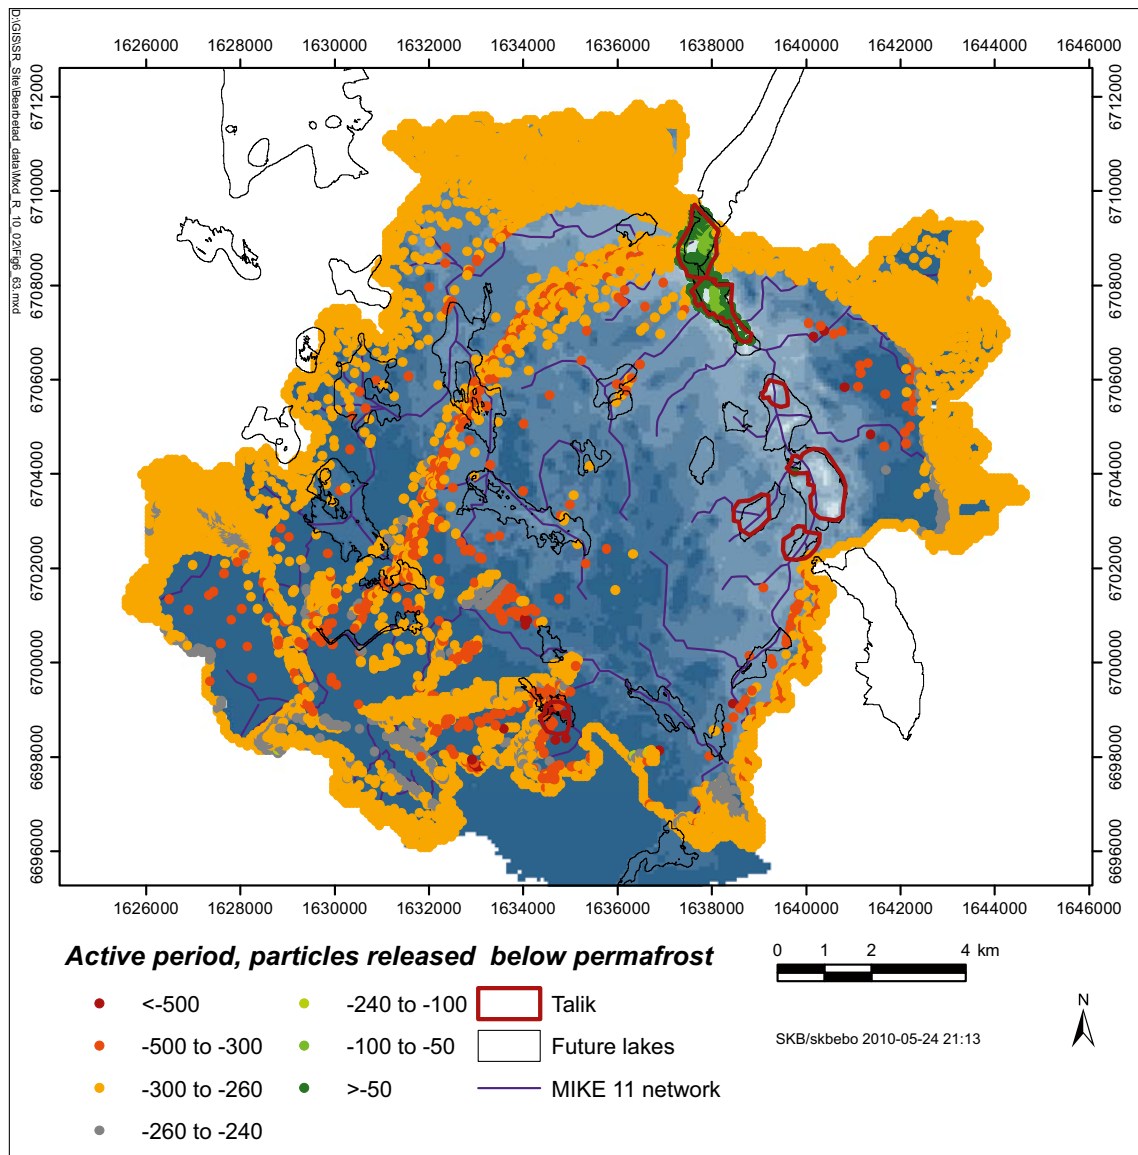 D:\GIS\SR_Site\Bearbetad_data\Mxd_R_10_02\Fig6_63.mxd
1626000 1628000 1630000 1632000 1634000 1636000 1638000 1640000 1642000 1644000 1646000
6712000 6712000
6710000 6710000
6708000 6708000
6706000 6706000
6704000 6704000
6702000 6702000
6700000 6700000
6698000 6698000
6696000 6696000
1626000 1628000 1630000 1632000 1634000 1636000 1638000 1640000 1642000 1644000 1646000
Active period, particles released below permafrost
0 1 2 4 km
<-500
-500 to -300
-300 to -260
-260 to -240
-240 to -100
-100 to -50
>-50
Talik
Future lakes
MIKE 11 network
N
SKB/skbebo 2010-05-24 21:13